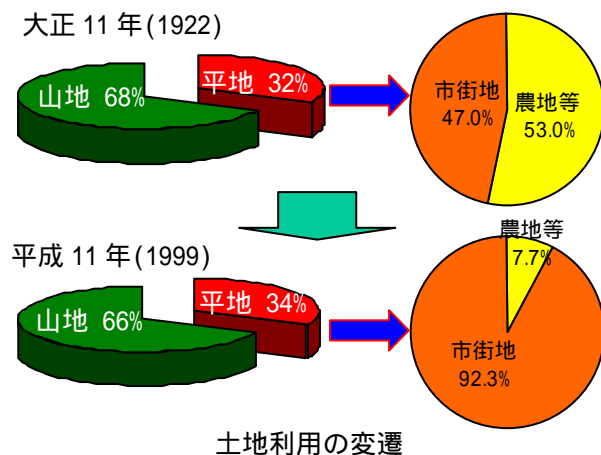 大正 11 年(1922)
山地 68%
平地 32%
市街地
47.0%
農地等
53.0%
平成 11 年(1999)
山地 66%
平地 34%
農地等
7.7%
市街地
92.3%
土地利用の変遷